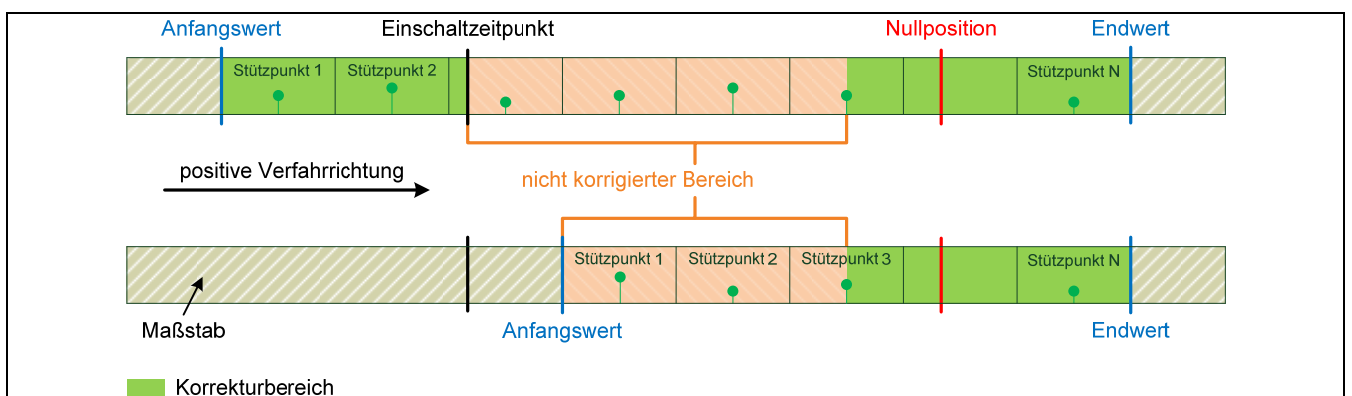 Anfangswert
Einschaltzeitpunkt
Nullposition
Endwert
Stützpunkt 1
Stützpunkt 2
Stützpunkt N
positive Verfahrrichtung
nicht korrigierter Bereich
Stützpunkt 1
Stützpunkt 2
Stützpunkt 3
Stützpunkt N
Maßstab
Anfangswert
Endwert
Korrekturbereich